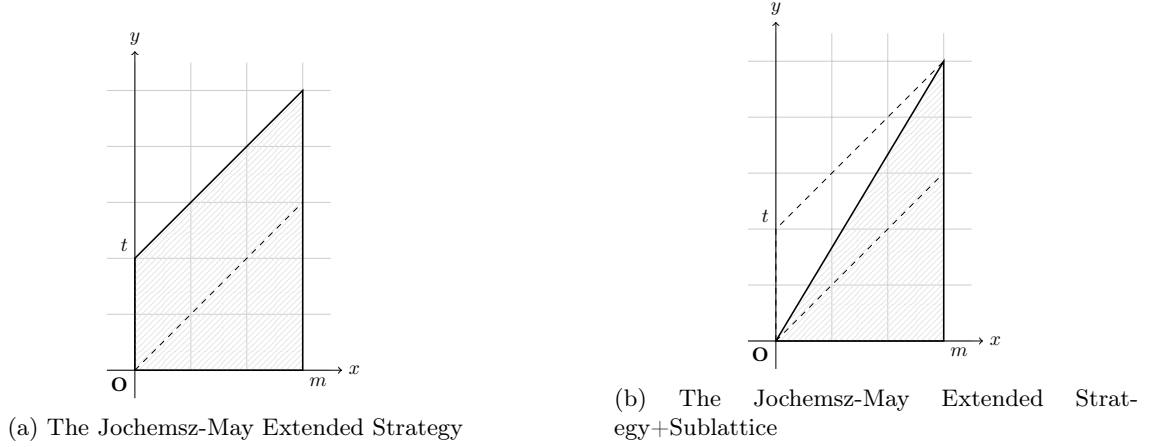 y
t
O
m
x
(a) The Jochemsz-May Extended Strategy
y
t
O
m
x
(b) The Jochemsz-May Extended Strat-
egy+Sublattice